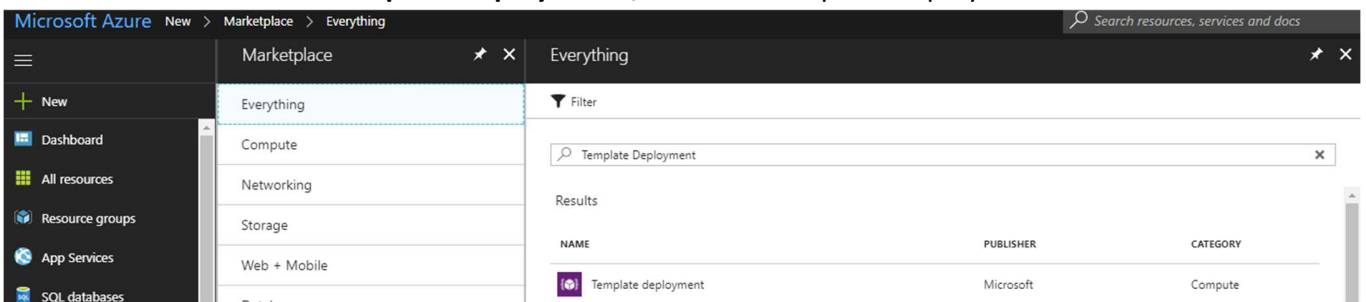 Microsoft Azure New > Marketplace > Everything
Search resources, services and docs
Marketplace
Everything
New
Everything
Filter
Dashboard
Compute
Template Deployment
All resources
Networking
Results
Resource groups
Storage
NAME PUBLISHER CATEGORY
App Services
Web + Mobile
Template deployment Microsoft Compute
SQL databases